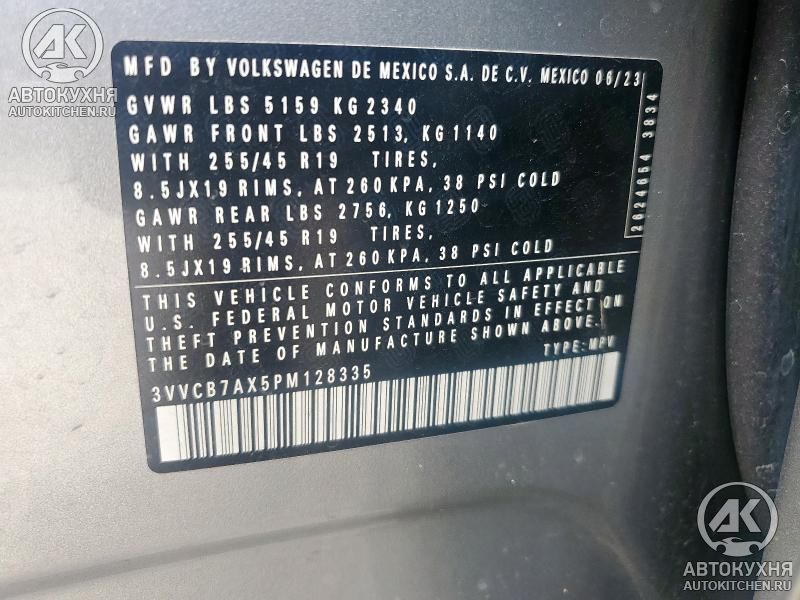 АК
АВТОКУХНЯ
AUTOKITCHEN.RU
MFD BY VOLKSWAGEN DE MEXICO S.A. DE C.V. MEXICO 06/23
GVWR LBS 5159 KG 2340
GAWR FRONT LBS 2513, KG 1140
WITH 255/45 R19 TIRES,
8.5JX19 RIMS, AT 260 KPA, 38 PSI COLD
GAWR REAR LBS 2756, KG 1250
WITH 255/45 R19 TIRES,
8.5JX19 RIMS, AT 260 KPA, 38 PSI COLD
THIS VEHICLE CONFORMS TO ALL APPLICABLE
U.S. FEDERAL MOTOR VEHICLE SAFETY AND
THEFT PREVENTION STANDARDS IN EFFECT ON
THE DATE OF MANUFACTURE SHOWN ABOVE.
TYPE: MPV
3VVCB7AX5PM128335
2624654 3834
АК
АВТОКУХНЯ
AUTOKITCHEN.RU